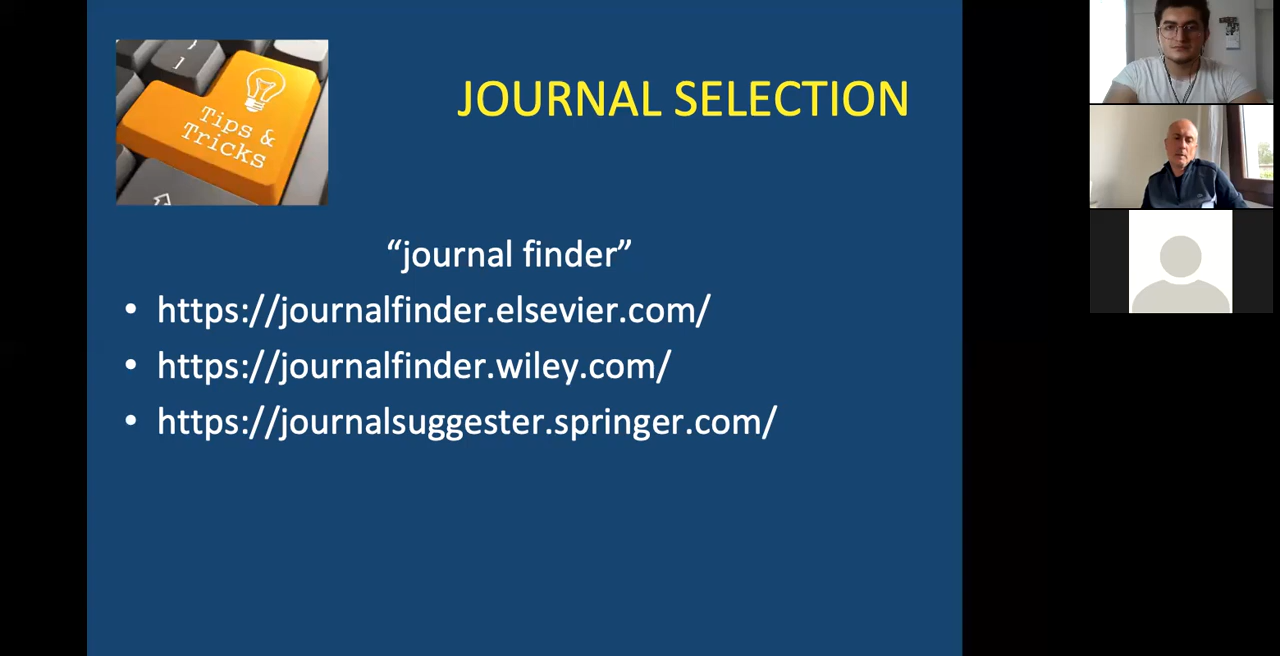 Tips &
Tricks
JOURNAL SELECTION
“journal finder”
• https://journalfinder.elsevier.com/
• https://journalfinder.wiley.com/
• https://journalsuggester.springer.com/